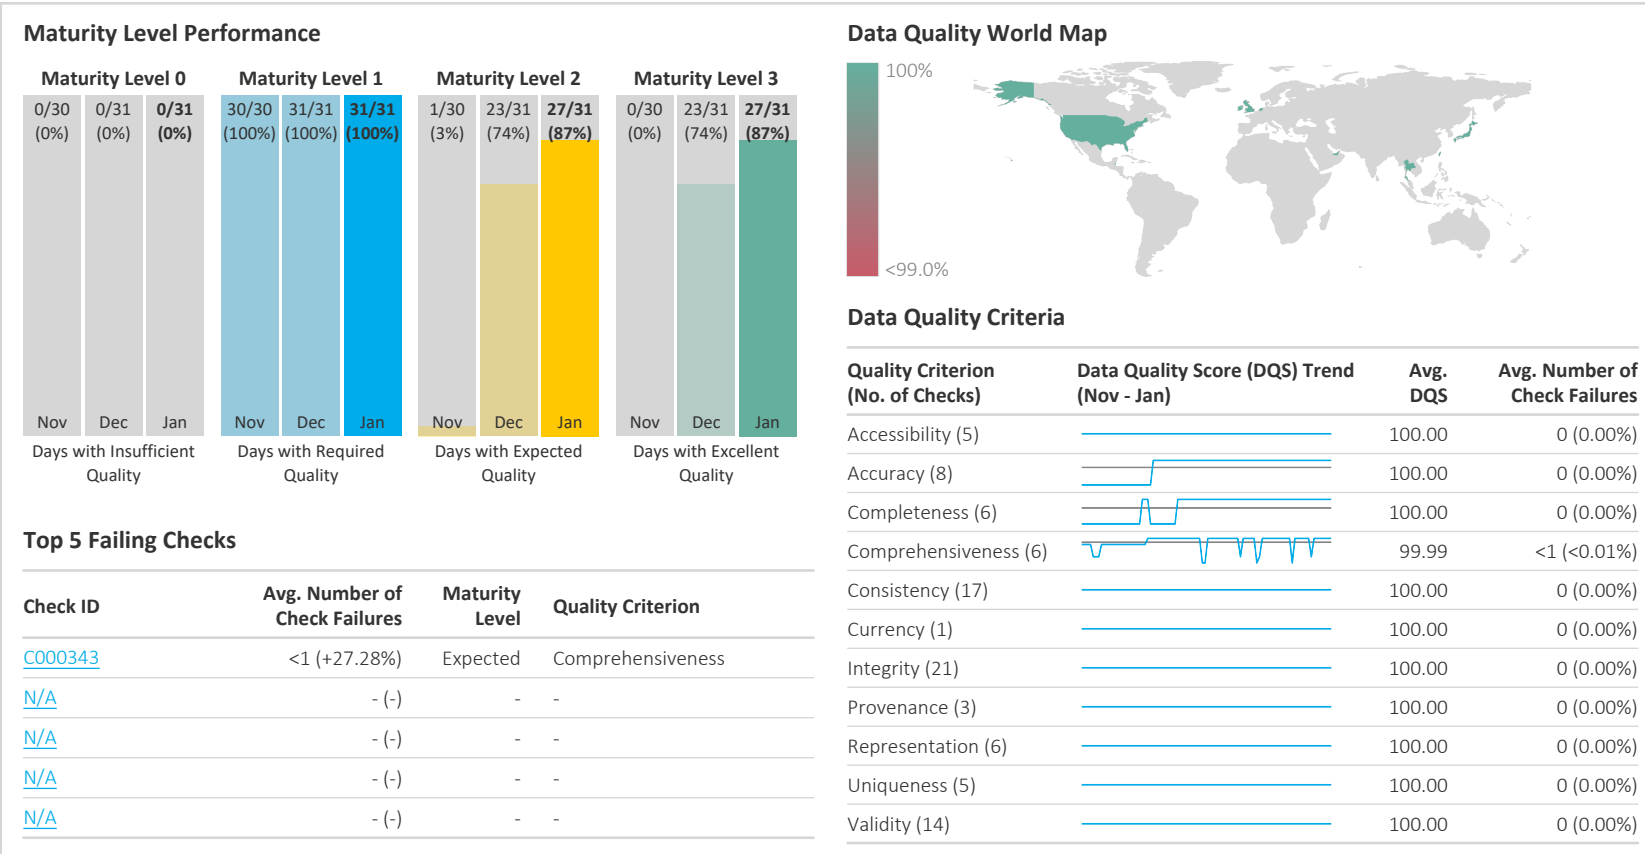 Maturity Level Performance
Maturity Level 0
Maturity Level 1
Maturity Level 2
Maturity Level 3
0/30 0/31 0/31
(0%) (0%) (0%)
30/30 31/31 31/31
(100%) (100%) (100%)
1/30 23/31 27/31
(3%) (74%) (87%)
0/30 23/31 27/31
(0%) (74%) (87%)
Nov Dec Jan
Nov Dec Jan
Nov Dec Jan
Nov Dec Jan
Days with Insufficient
Quality
Days with Required
Quality
Days with Expected
Quality
Days with Excellent
Quality
Top 5 Failing Checks
Check ID
Avg. Number of
Check Failures
Maturity
Level
Quality Criterion
C000343 <1 (+27.28%) Expected Comprehensiveness
N/A - (-) - -
N/A - (-) - -
N/A - (-) - -
N/A - (-) - -
Data Quality World Map
100%
<99.0%
Data Quality Criteria
Quality Criterion
(No. of Checks)
Data Quality Score (DQS) Trend
(Nov - Jan)
Avg.
DQS
Avg. Number of
Check Failures
Accessibility (5) 100.00 0 (0.00%)
Accuracy (8) 100.00 0 (0.00%)
Completeness (6) 100.00 0 (0.00%)
Comprehensiveness (6) 99.99 <1 (<0.01%)
Consistency (17) 100.00 0 (0.00%)
Currency (1) 100.00 0 (0.00%)
Integrity (21) 100.00 0 (0.00%)
Provenance (3) 100.00 0 (0.00%)
Representation (6) 100.00 0 (0.00%)
Uniqueness (5) 100.00 0 (0.00%)
Validity (14) 100.00 0 (0.00%)